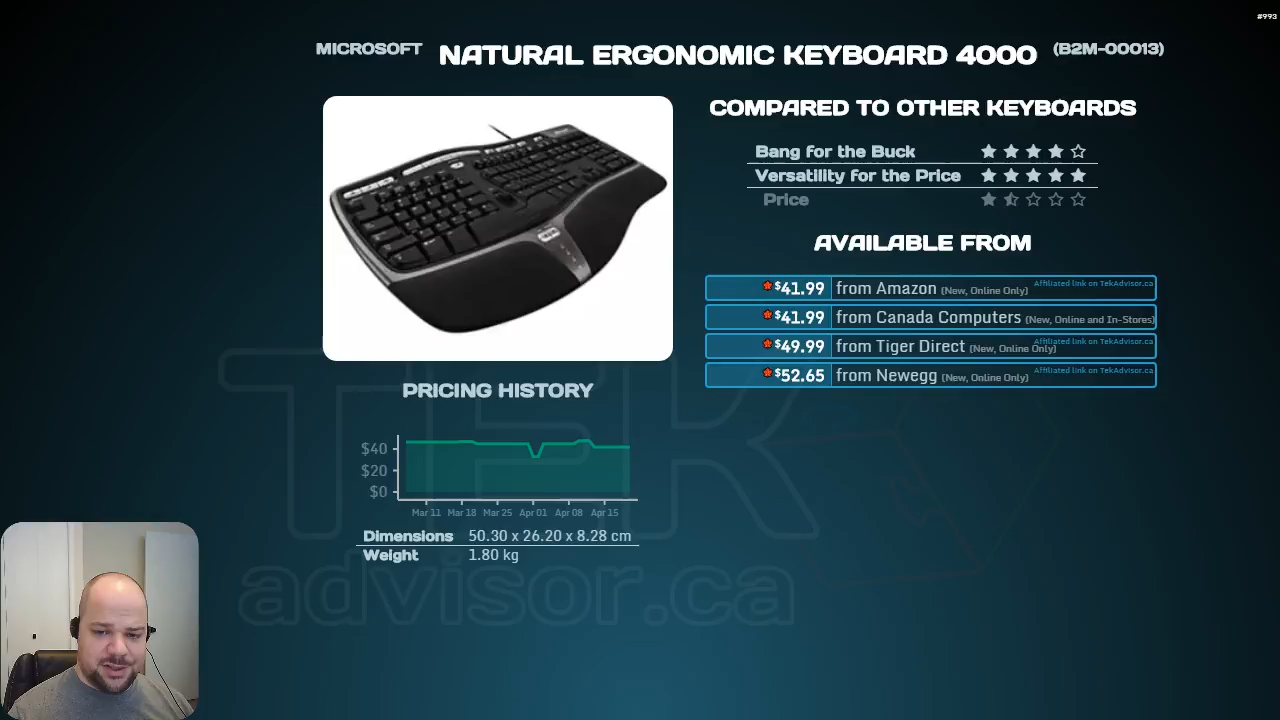 #993
MICROSOFT NATURAL ERGONOMIC KEYBOARD 4000 (B2M-00013)
COMPARED TO OTHER KEYBOARDS
Bang for the Buck
Versatility for the Price
Price
AVAILABLE FROM
$41.99 from Amazon (New, Online Only) Affiliated link on TekAdvisor.ca
$41.99 from Canada Computers (New, Online and In-Stores)
$49.99 from Tiger Direct (New, Online Only) Affiliated link on TekAdvisor.ca
$52.65 from Newegg (New, Online Only) Affiliated link on TekAdvisor.ca
PRICING HISTORY
$40
$20
$0
Mar 11 Mar 18 Mar 25 Apr 01 Apr 08 Apr 15
Dimensions 50.30 x 26.20 x 8.28 cm
Weight 1.80 kg
TEK
advisor.ca